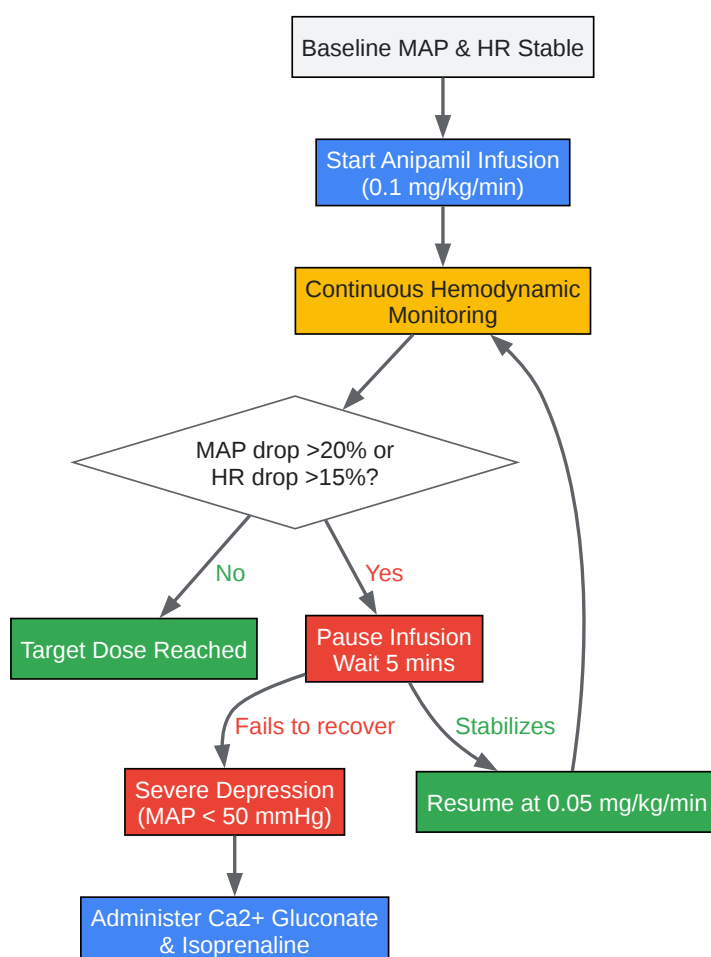 Baseline MAP & HR Stable
Start Anipamil Infusion
(0.1 mg/kg/min)
Continuous Hemodynamic
Monitoring
MAP drop >20% or
HR drop >15%?
No
Yes
Target Dose Reached
Pause Infusion
Wait 5 mins
Fails to recover
Stabilizes
Severe Depression
(MAP < 50 mmHg)
Resume at 0.05 mg/kg/min
Administer Ca2+ Gluconate
& Isoprenaline